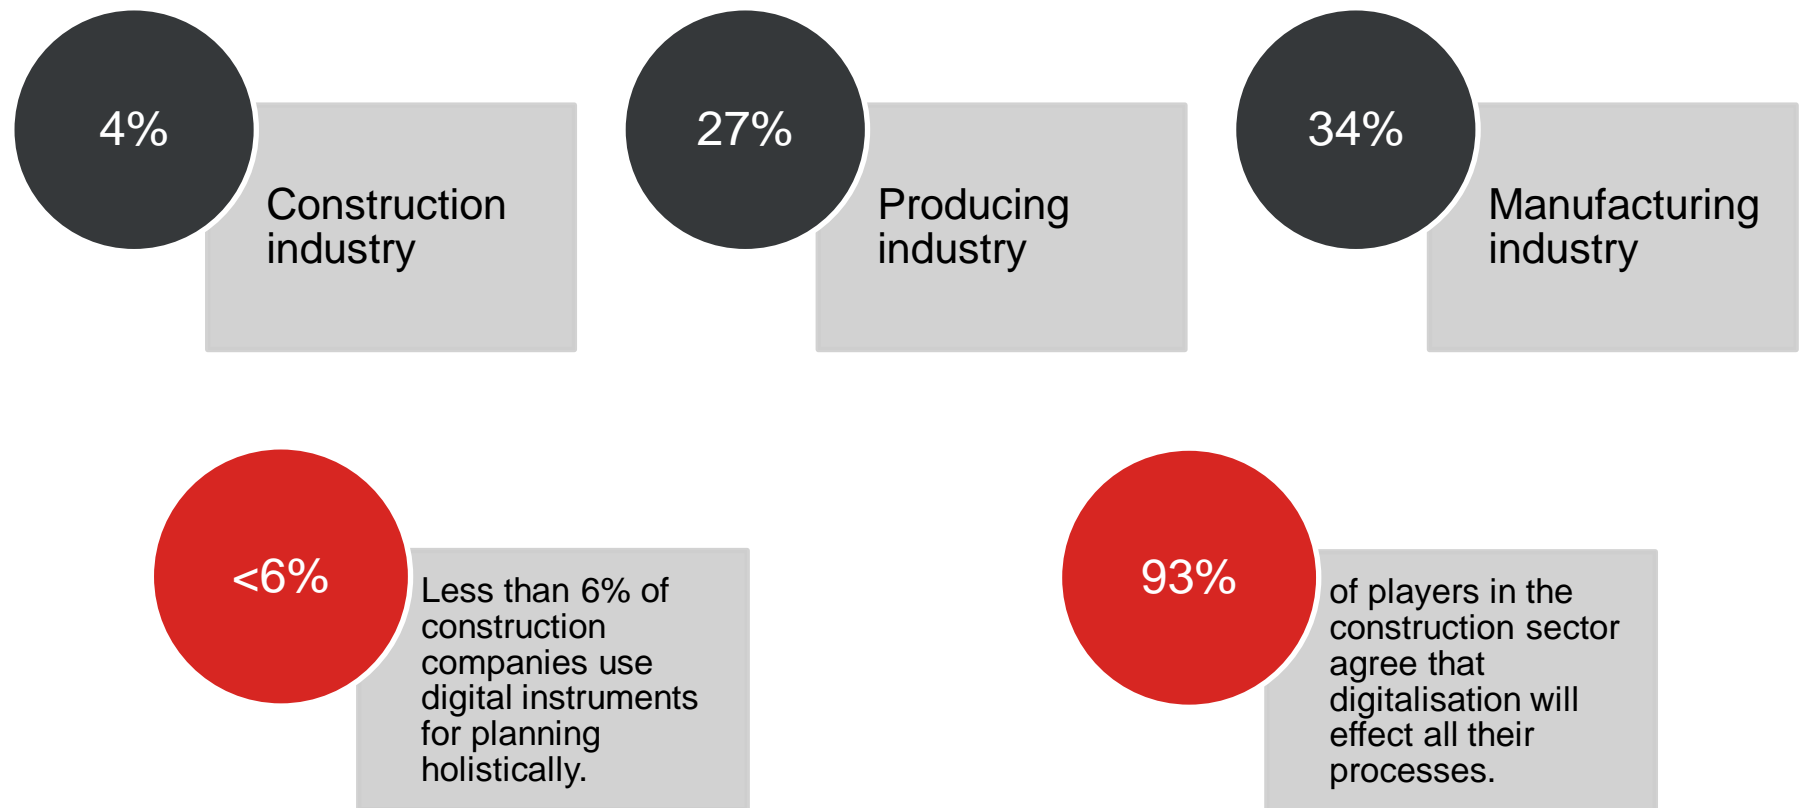 4%
Construction
industry
27%
Producing
industry
34%
Manufacturing
industry
<6%
Less than 6% of
construction
companies use
digital instruments
for planning
holistically.
93%
of players in the
construction sector
agree that
digitalisation will
effect all their
processes.